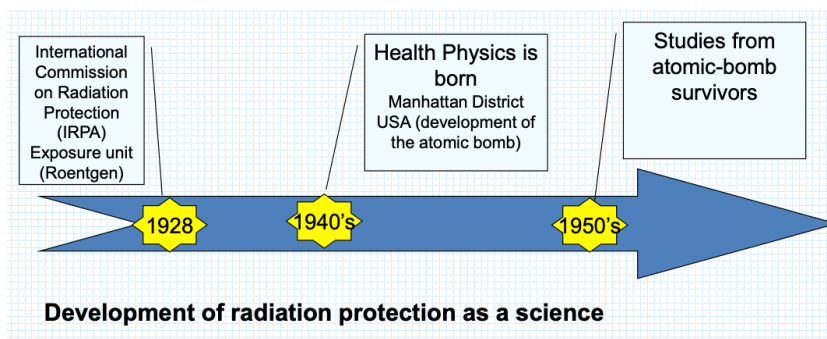 International
Commission
on Radiation
Protection
(IRPA)
Exposure unit
(Roentgen)
Health Physics is
born
Manhattan District
USA (development of
the atomic bomb)
Studies from
atomic-bomb
survivors
1928
1940's
1950's
Development of radiation protection as a science